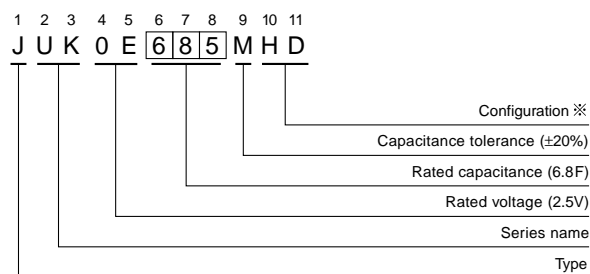 1 2 3 4 5 6 7 8 9 10 11
J U K 0 E 6 8 5 M H D
Configuration ※
Capacitance tolerance (±20%)
Rated capacitance (6.8F)
Rated voltage (2.5V)
Series name
Type